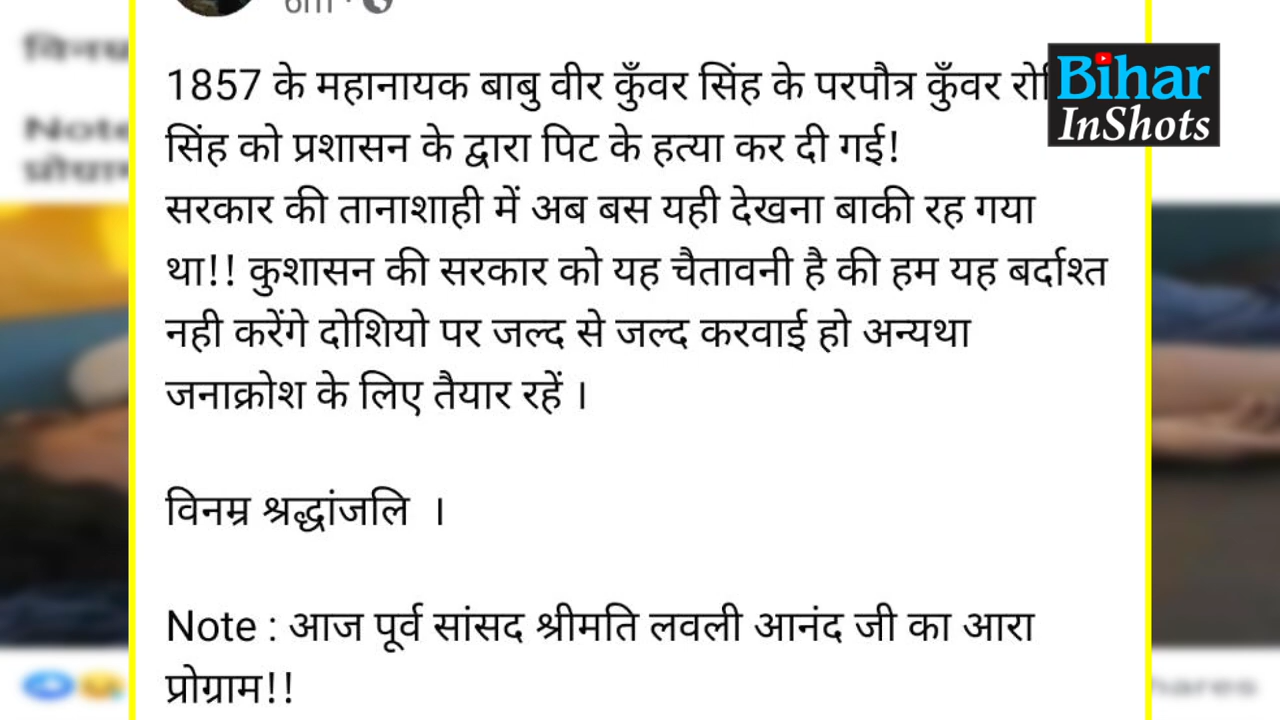 6m
1857 के महानायक बाबु वीर कुँवर सिंह के परपौत्र कुँवर
सिंह को प्रशासन के द्वारा पिट के हत्या कर दी गई!
सरकार की तानाशाही में अब बस यही देखना बाकी रह गया
था!! कुशासन की सरकार को यह चैतावनी है की हम यह बर्दाश्त
नही करेंगे दोशियो पर जल्द से जल्द करवाई हो अन्यथा
जनाक्रोश के लिए तैयार रहें ।
विनम्र श्रद्धांजलि ।
Note : आज पूर्व सांसद श्रीमति लवली आनंद जी का आरा
प्रोग्राम!!
Bihar
InShots